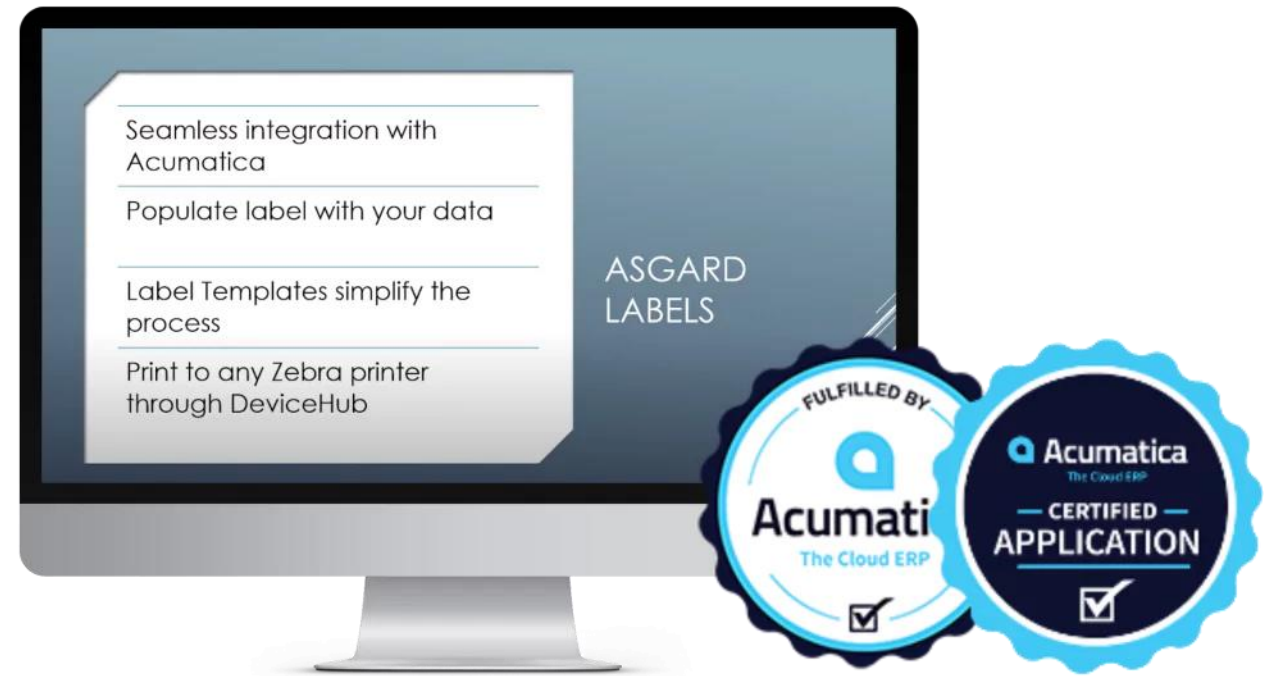 Seamless integration with
Acumatica
Populate label with your data
Label Templates simplify the
process
Print to any Zebra printer
through DeviceHub
ASGARD
LABELS
FULFILLED BY
Acumati
The Cloud ERP
Acumatica
The Cloud ERP
CERTIFIED
APPLICATION